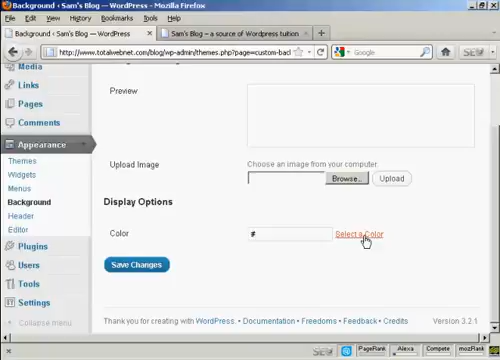 Background ‹ Sam's Blog — WordPress - Mozilla Firefox
File Edit View History Bookmarks Tools Help
Background ‹ Sam's Blog — WordPress
Sam's Blog – a source of Wordpress tuition
http://www.totalwebnet.com/blog/wp-admin/themes.php?page=custom-bac
Google
Media
Links
Pages
Comments
Appearance
Themes
Widgets
Menus
Background
Header
Editor
Plugins
Users
Tools
Settings
Collapse menu
Preview
Upload Image
Choose an image from your computer:
Browse...
Upload
Display Options
Color
#
Select a Color
Save Changes
Thank you for creating with WordPress. • Documentation • Freedoms • Feedback • Credits
Version 3.2.1
PageRank
Alexa
Compete
mozRank